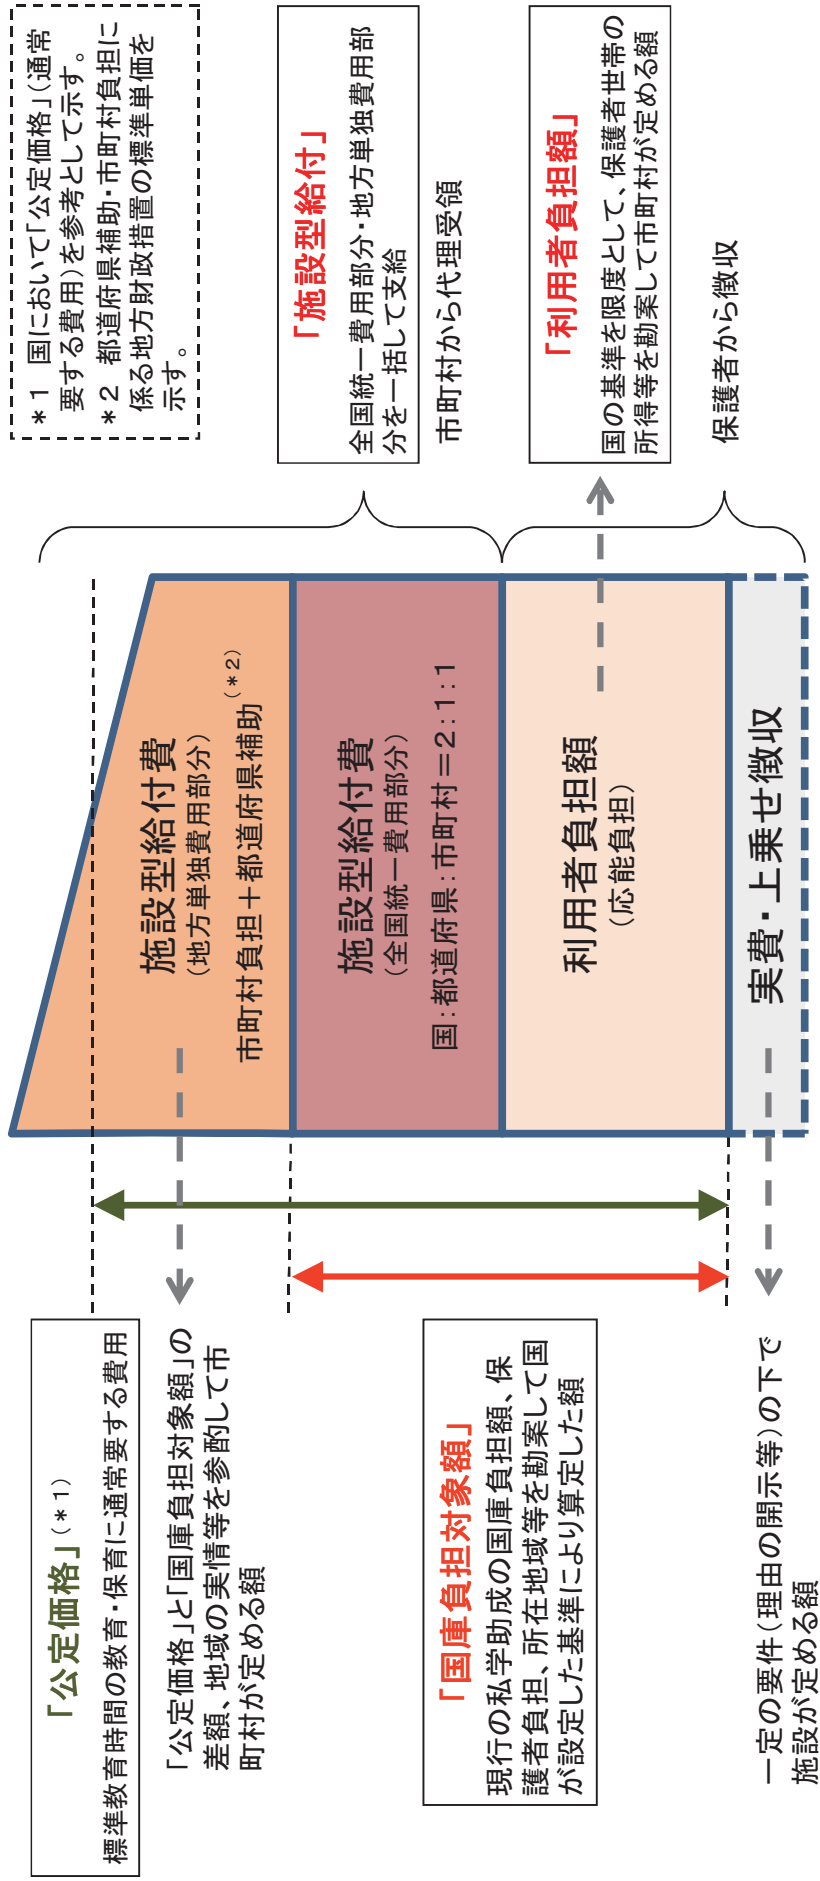 「公定価格」(*1)
標準教育時間の教育・保育に通常要する費用
「公定価格」と「国庫負担対象額」の
差額、地域の実情等を参酌して市
町村が定める額
「国庫負担対象額」
現行の私学助成の国庫負担額、保
護者負担、所在地域等を勘案して国
が設定した基準により算定した額
一定の要件(理由の開示等)の下で
施設が定める額
施設型給付費
(地方単独費用部分)
市町村負担+都道府県補助(*2)
施設型給付費
(全国統一費用部分)
国:都道府県:市町村=2:1:1
利用者負担額
(応能負担)
実費・上乗せ徴収
*1 国において「公定価格」(通常
要する費用)を参考として示す。
*2 都道府県補助・市町村負担に
係る地方財政措置の標準単価を
示す。
「施設型給付」
全国統一費用部分・地方単独費用部
分を一括して支給
市町村から代理受領
「利用者負担額」
国の基準を限度として、保護者世帯の
所得等を勘案して市町村が定める額
保護者から徴収